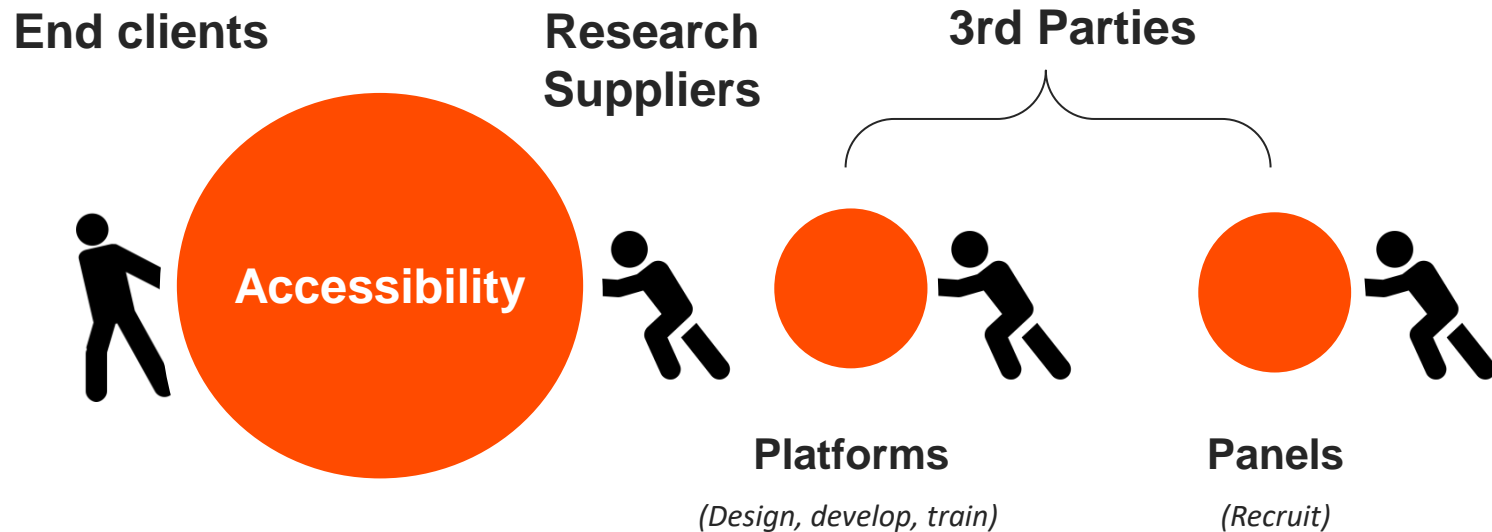 End clients
Research
Suppliers
3rd Parties
Accessibility
Platforms
(Design, develop, train)
Panels
(Recruit)